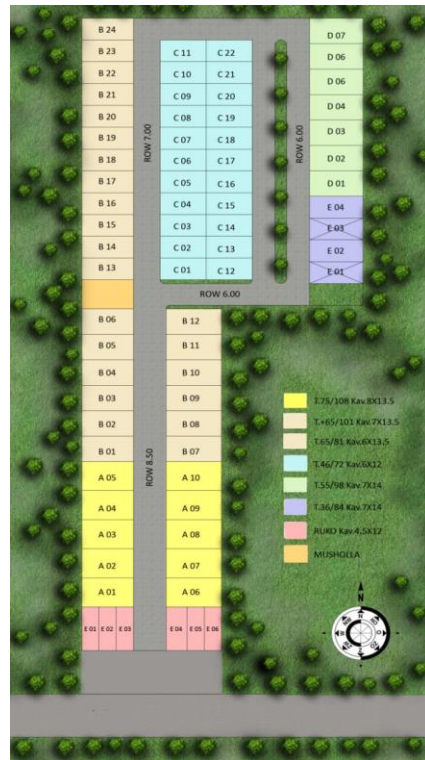 B 24
B 23
B 22
B 21
B 20
B 19
B 18
B 17
B 16
B 15
B 14
B 13
B 06
B 05
B 04
B 03
B 02
B 01
A 05
A 04
A 03
A 02
A 01
E 01 E 02 E 03
ROW 7.00
ROW 8.50
C 11 C 22
C 10 C 21
C 09 C 20
C 08 C 19
C 07 C 18
C 06 C 17
C 05 C 16
C 04 C 15
C 03 C 14
C 02 C 13
C 01 C 12
ROW 6.00
ROW 6.00
B 12
B 11
B 10
B 09
B 08
B 07
A 10
A 09
A 08
A 07
A 06
E 04 E 05 E 06
D 07
D 06
D 06
D 04
D 03
D 02
D 01
E 04
E 03
E 02
E 01
T.75/108 Kav.8X13.5
T.+65/101 Kav.7X13.5
T.65/81 Kav.6X13.5
T.46/72 Kav.6X12
T.55/98 Kav.7X14
T.36/84 Kav.7X14
RUKO Kav.4,5X12
MUSHOLLA
N